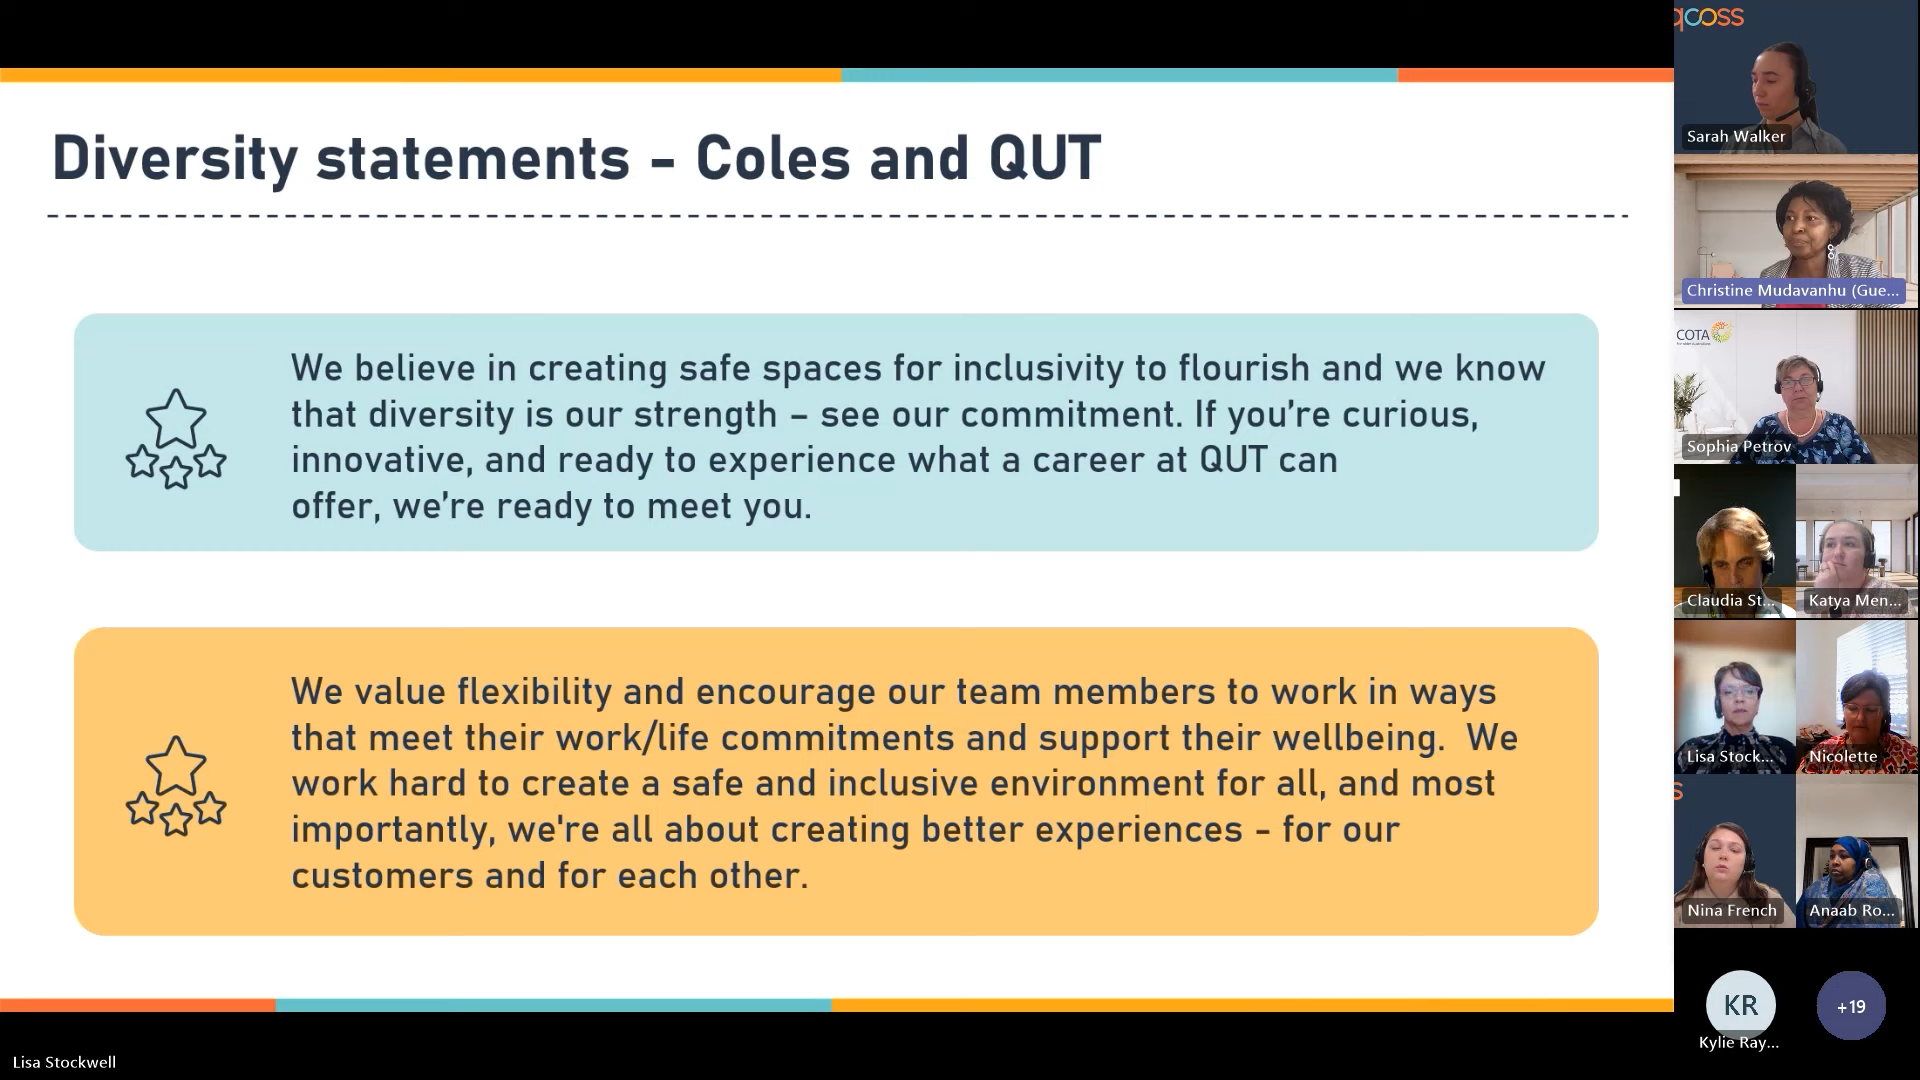 Diversity statements - Coles and QUT
We believe in creating safe spaces for inclusivity to flourish and we know
that diversity is our strength – see our commitment. If you’re curious,
innovative, and ready to experience what a career at QUT can
offer, we’re ready to meet you.
We value flexibility and encourage our team members to work in ways
that meet their work/life commitments and support their wellbeing.  We
work hard to create a safe and inclusive environment for all, and most
importantly, we're all about creating better experiences - for our
customers and for each other.
Lisa Stockwell
qcoss
Sarah Walker
Christine Mudavanhu (Gue...
COTA
Sophia Petrov
Claudia St...
Katya Men...
Lisa Stock...
Nicolette
s
Nina French
Anaab Ro...
KR
Kylie Ray...
+19